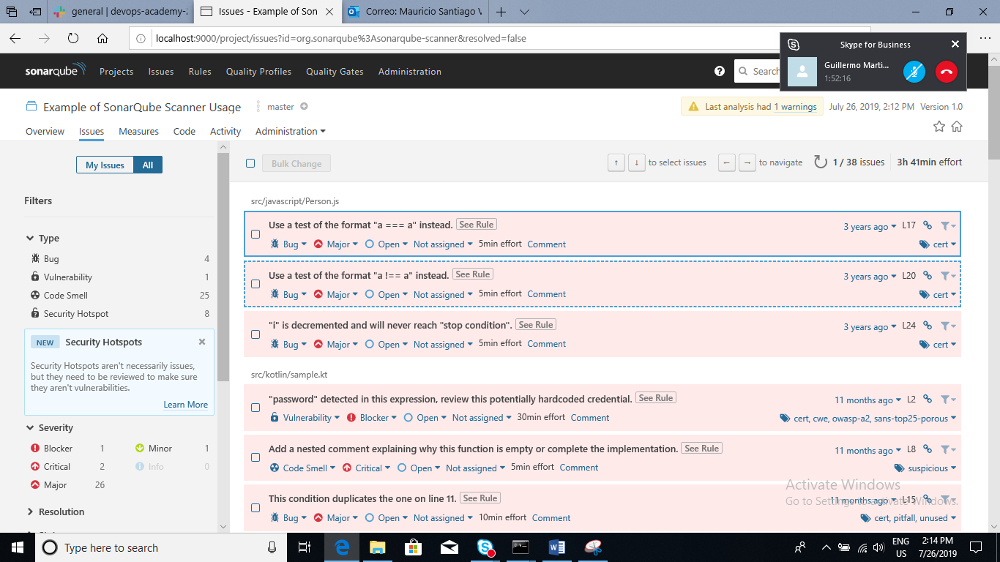 general | devops-academy-2
Issues - Example of Son
Correo: Mauricio Santiago V
localhost:9000/project/issues?id=org.sonarqube%3Asonarqube-scanner&resolved=false
Skype for Business
Guillermo Marti...
1:52:16
sonarqube Projects Issues Rules Quality Profiles Quality Gates Administration Search
Example of SonarQube Scanner Usage master
Last analysis had 1 warnings July 26, 2019, 2:12 PM Version 1.0
Overview Issues Measures Code Activity Administration
My Issues All
Bulk Change ↑ ↓ to select issues ← → to navigate 1 / 38 issues 3h 41min effort
Filters
Type
Bug 4
Vulnerability 1
Code Smell 25
Security Hotspot 8
NEW Security Hotspots
Security Hotspots aren't necessarily issues,
but they need to be reviewed to make sure
they aren't vulnerabilities.
Learn More
Severity
Blocker 1 Minor 1
Critical 2 Info 0
Major 26
Resolution
src/javascript/Person.js
Use a test of the format "a === a" instead. See Rule 3 years ago L17
Bug Major Open Not assigned 5min effort Comment cert
Use a test of the format "a !== a" instead. See Rule 3 years ago L20
Bug Major Open Not assigned 5min effort Comment cert
"i" is decremented and will never reach "stop condition". See Rule 3 years ago L24
Bug Major Open Not assigned 5min effort Comment cert
src/kotlin/sample.kt
"password" detected in this expression, review this potentially hardcoded credential. See Rule 11 months ago L2
Vulnerability Blocker Open Not assigned 30min effort Comment cert, cwe, owasp-a2, sans-top25-porous
Add a nested comment explaining why this function is empty or complete the implementation. See Rule 11 months ago L8
Code Smell Critical Open Not assigned 5min effort Comment suspicious
This condition duplicates the one on line 11. See Rule 11 months ago L15
Bug Major Open Not assigned 10min effort Comment cert, pitfall, unused
Activate Windows
Go to Settings to activate Windows.
Type here to search
ENG
US
2:14 PM
7/26/2019